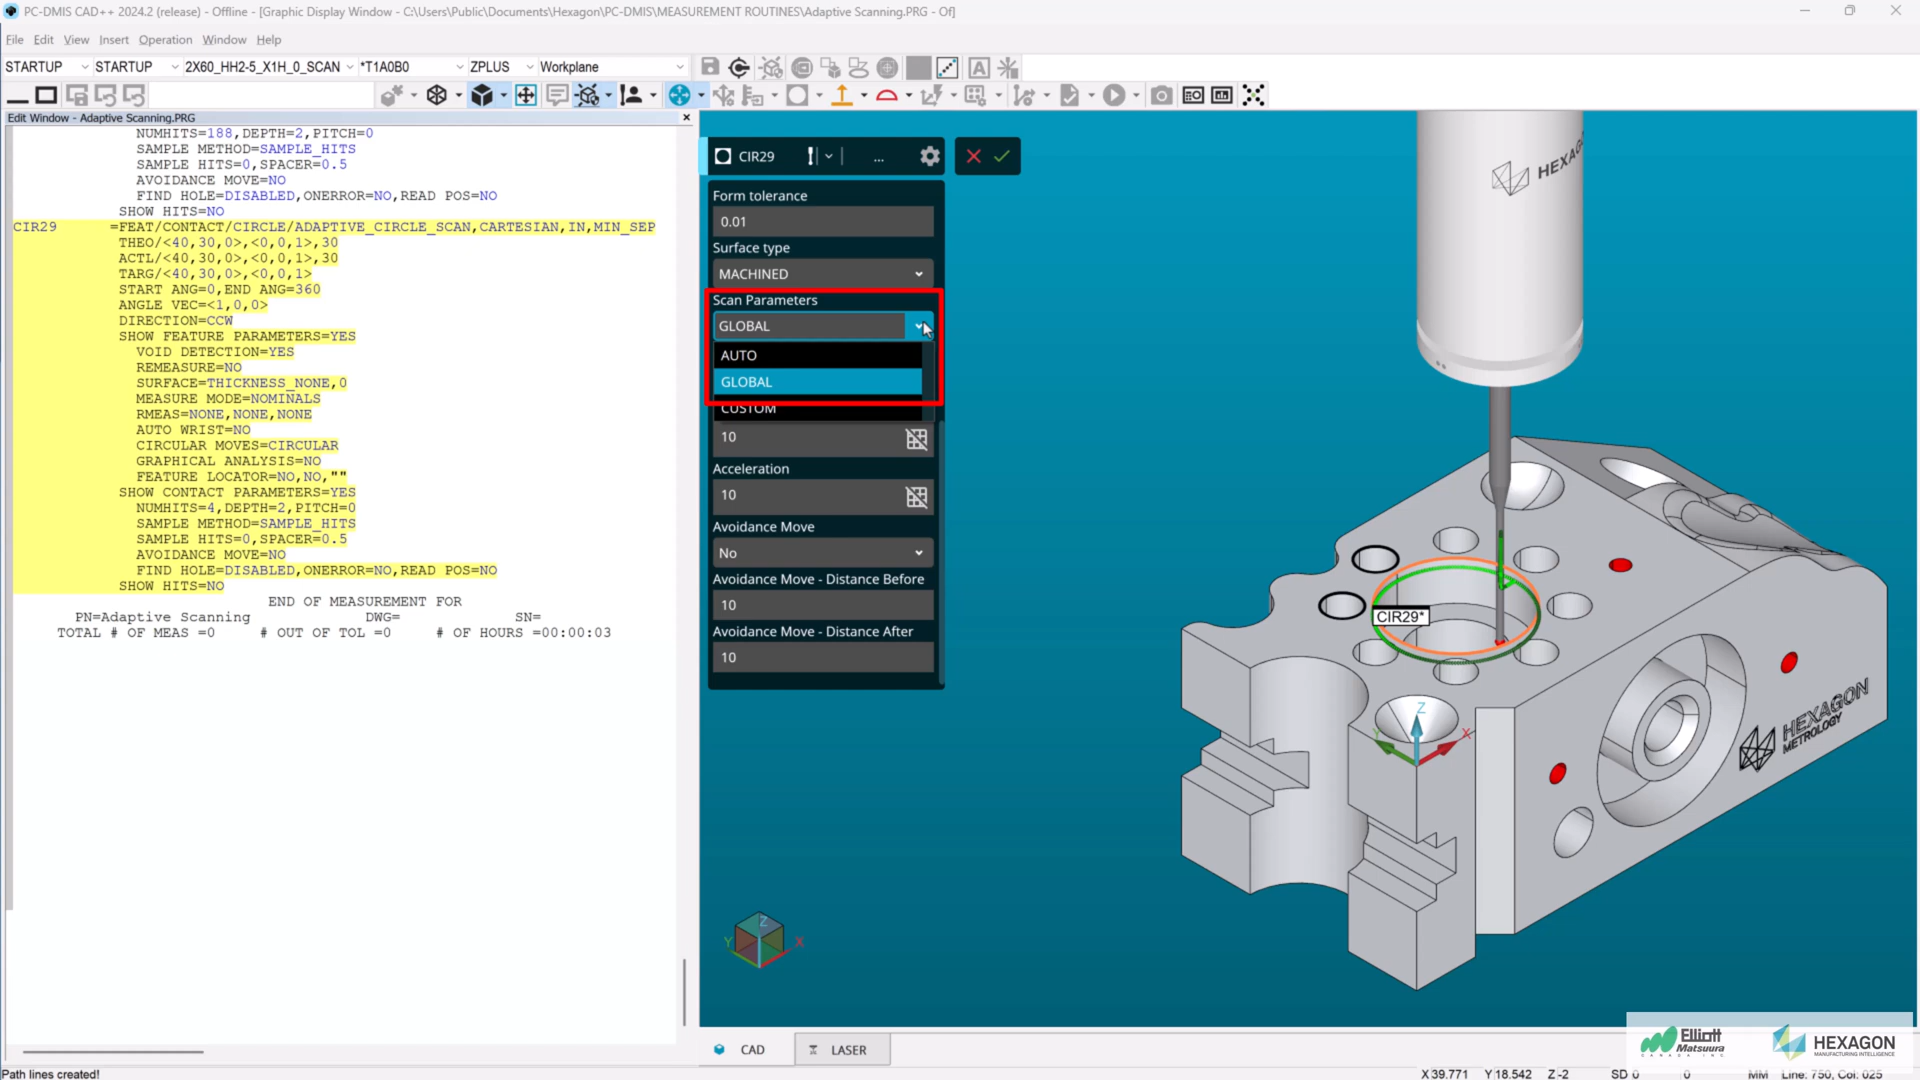 PC-DMIS CAD++ 2024.2 (release) - Offline - [Graphic Display Window - C:\Users\Public\Documents\Hexagon\PC-DMIS\MEASUREMENT ROUTINES\Adaptive Scanning.PRG - Of]
File Edit View Insert Operation Window Help
STARTUP STARTUP 2X60_HH2-5_X1H_0_SCAN *T1A0B0 ZPLUS Workplane
Edit Window - Adaptive Scanning.PRG
NUMHITS=188,DEPTH=2,PITCH=0
SAMPLE METHOD=SAMPLE_HITS
SAMPLE HITS=0,SPACER=0.5
AVOIDANCE MOVE=NO
FIND HOLE=DISABLED,ONERROR=NO,READ POS=NO
SHOW HITS=NO
CIR29 =FEAT/CONTACT/CIRCLE/ADAPTIVE_CIRCLE_SCAN,CARTESIAN,IN,MIN_SEP
THEO/<40,30,0>,<0,0,1>,30
ACTL/<40,30,0>,<0,0,1>,30
TARG/<40,30,0>,<0,0,1>
START ANG=0,END ANG=360
ANGLE VEC=<1,0,0>
DIRECTION=CCW
SHOW FEATURE PARAMETERS=YES
VOID DETECTION=YES
REMEASURE=NO
SURFACE=THICKNESS_NONE,0
MEASURE MODE=NOMINALS
RMEAS=NONE,NONE,NONE
AUTO WRIST=NO
CIRCULAR MOVES=CIRCULAR
GRAPHICAL ANALYSIS=NO
FEATURE LOCATOR=NO,NO,""
SHOW CONTACT PARAMETERS=YES
NUMHITS=4,DEPTH=2,PITCH=0
SAMPLE METHOD=SAMPLE_HITS
SAMPLE HITS=0,SPACER=0.5
AVOIDANCE MOVE=NO
FIND HOLE=DISABLED,ONERROR=NO,READ POS=NO
SHOW HITS=NO
END OF MEASUREMENT FOR
PN=Adaptive Scanning DWG= SN=
TOTAL # OF MEAS =0 # OUT OF TOL =0 # OF HOURS =00:00:03
CIR29 ...
Form tolerance
0.01
Surface type
MACHINED
Scan Parameters
GLOBAL
AUTO
GLOBAL
CUSTOM
10
Acceleration
10
Avoidance Move
No
Avoidance Move - Distance Before
10
Avoidance Move - Distance After
10
HEXAG
CIR29*
Z
Y X
HEXAGON
METROLOGY
Z
Y X
CAD LASER
Elliott
Matsuura
CANADA INC
HEXAGON
MANUFACTURING INTELLIGENCE
Path lines created!
X 39.771 Y 18.542 Z -2 SD 0 0 MM Line: 750, Col: 025